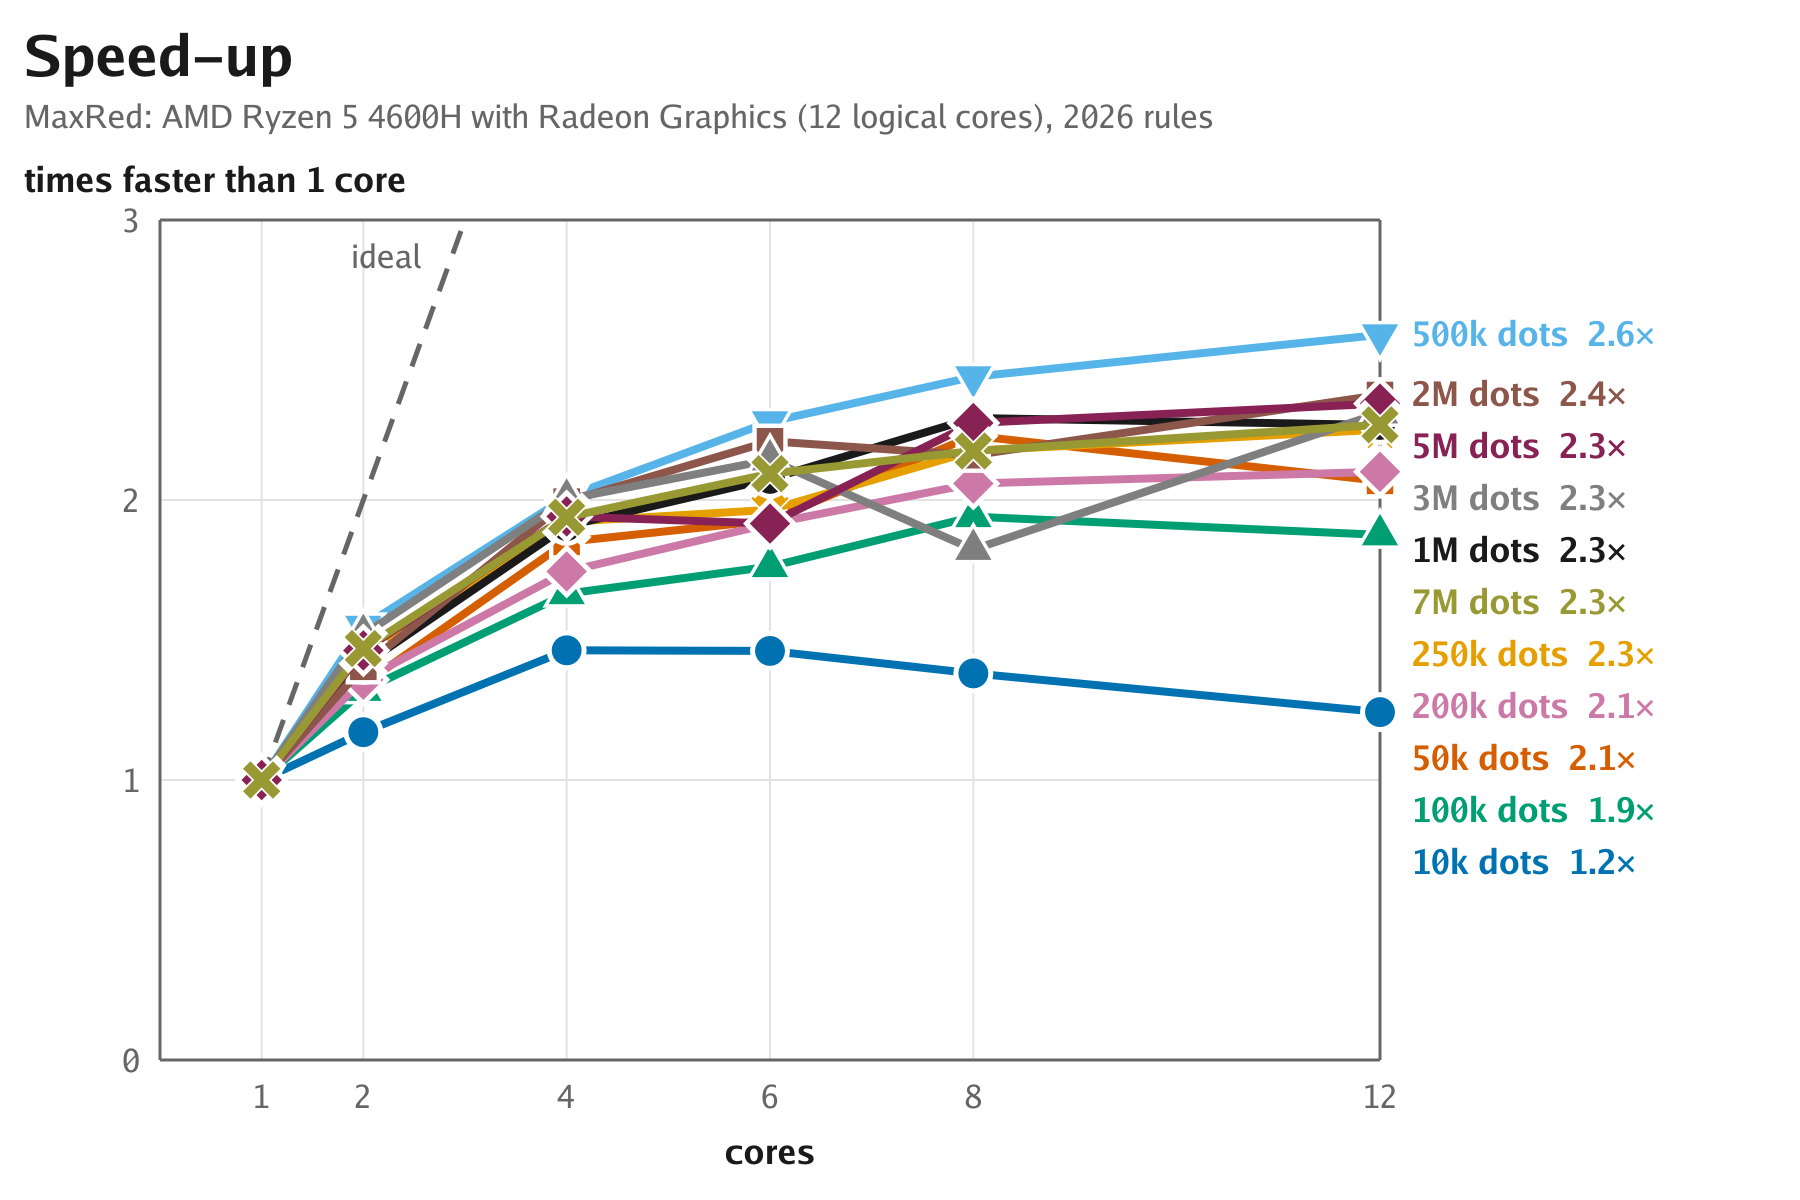 Speed-up
MaxRed: AMD Ryzen 5 4600H with Radeon Graphics (12 logical cores), 2026 rules
times faster than 1 core
3
ideal
2
1
0
1 2 4 6 8 12
cores
500k dots 2.6×
2M dots 2.4×
5M dots 2.3×
3M dots 2.3×
1M dots 2.3×
7M dots 2.3×
250k dots 2.3×
200k dots 2.1×
50k dots 2.1×
100k dots 1.9×
10k dots 1.2×